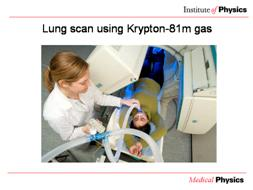 Institute of Physics
Lung scan using Krypton-81m gas
Medical Physics